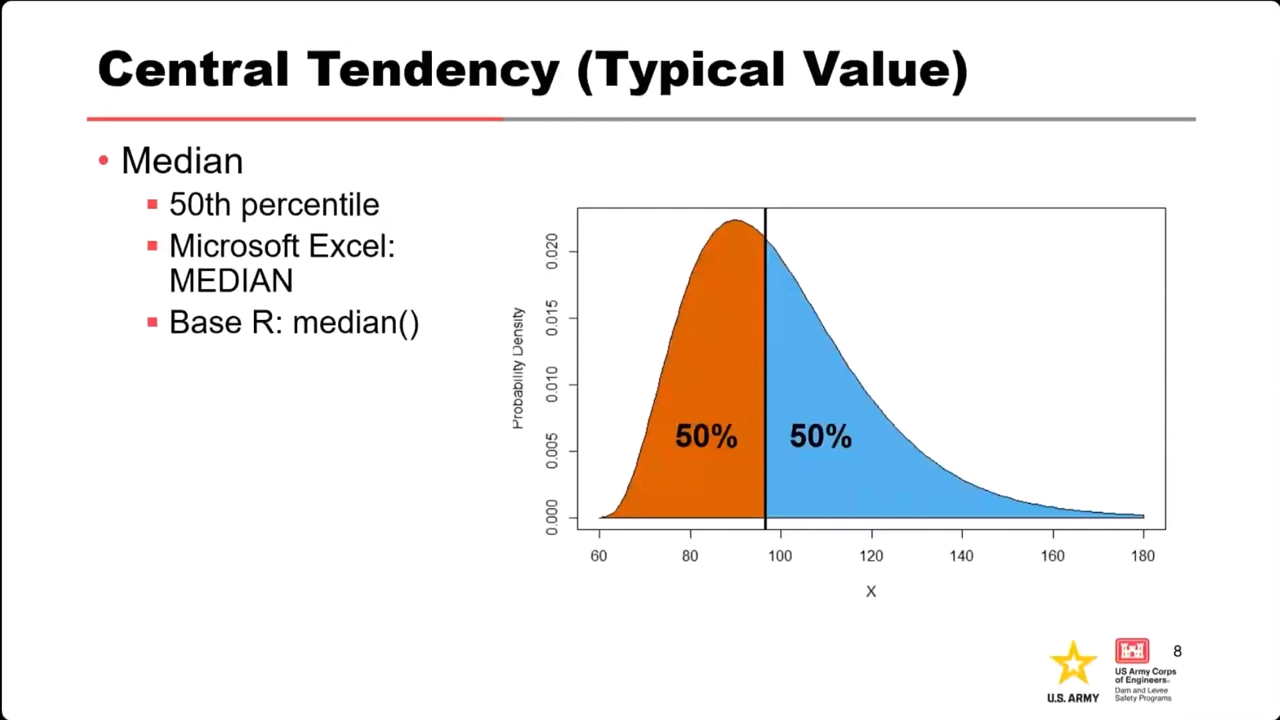 Central Tendency (Typical Value)
• Median
▪ 50th percentile
▪ Microsoft Excel:
MEDIAN
▪ Base R: median()
Probability Density
0.020
0.015
0.010
0.005
0.000
50%
50%
60
80
100
120
140
160
180
X
U.S. ARMY
US Army Corps
of Engineers®
Dam and Levee
Safety Programs
8